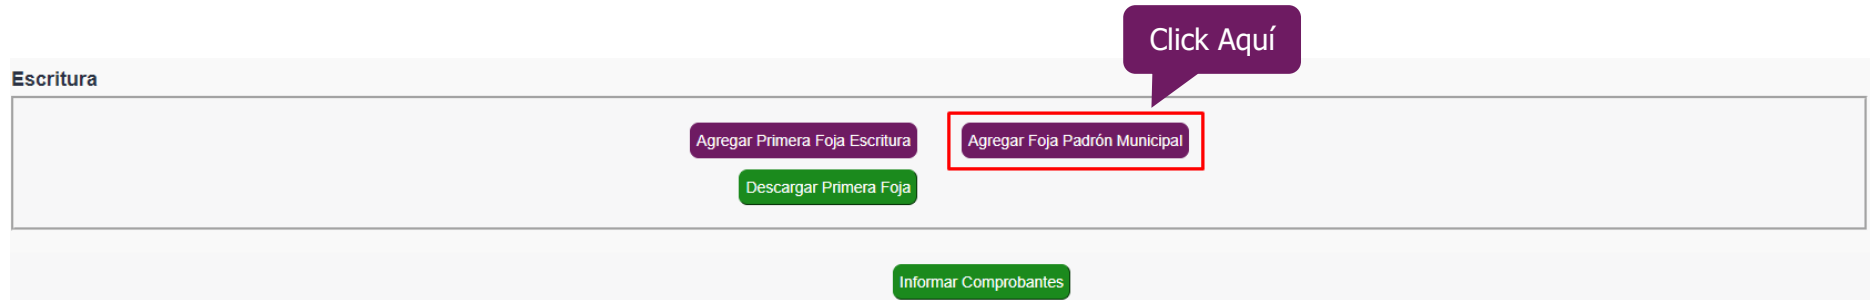 Click Aquí
Escritura
Agregar Primera Foja Escritura
Agregar Foja Padrón Municipal
Descargar Primera Foja
Informar Comprobantes